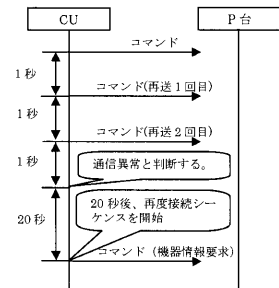 CU
P台
コマンド
1秒
コマンド(再送1回目)
1秒
コマンド(再送2回目)
1秒
通信異常と判断する。
20秒後、再度接続シー
ケンスを開始
20秒
コマンド（機器情報要求）